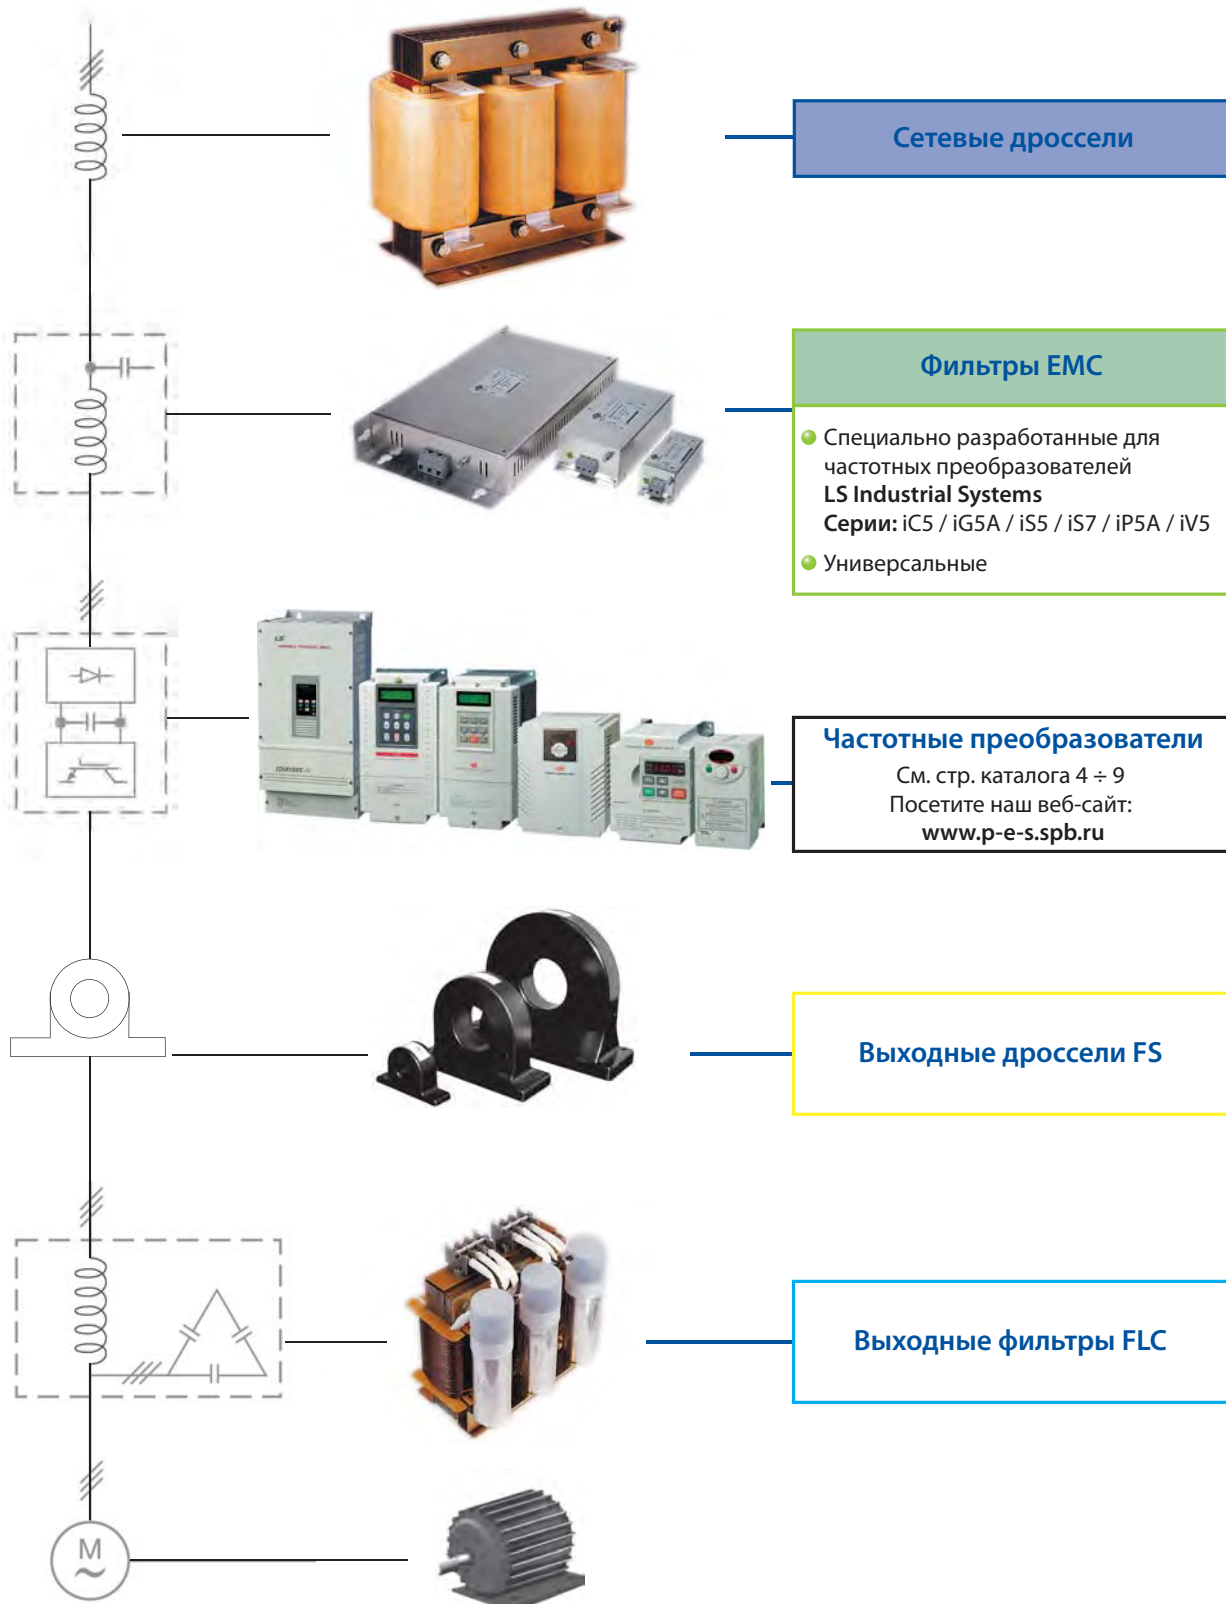 Сетевые дроссели
Фильтры EMC
Специально разработанные для
частотных преобразователей
LS Industrial Systems
Серии: iC5 / iG5A / iS5 / iS7 / iP5A / iV5
Универсальные
Частотные преобразователи
См. стр. каталога 4 ÷ 9
Посетите наш веб-сайт:
www.p-e-s.spb.ru
Выходные дроссели FS
Выходные фильтры FLC
M
~